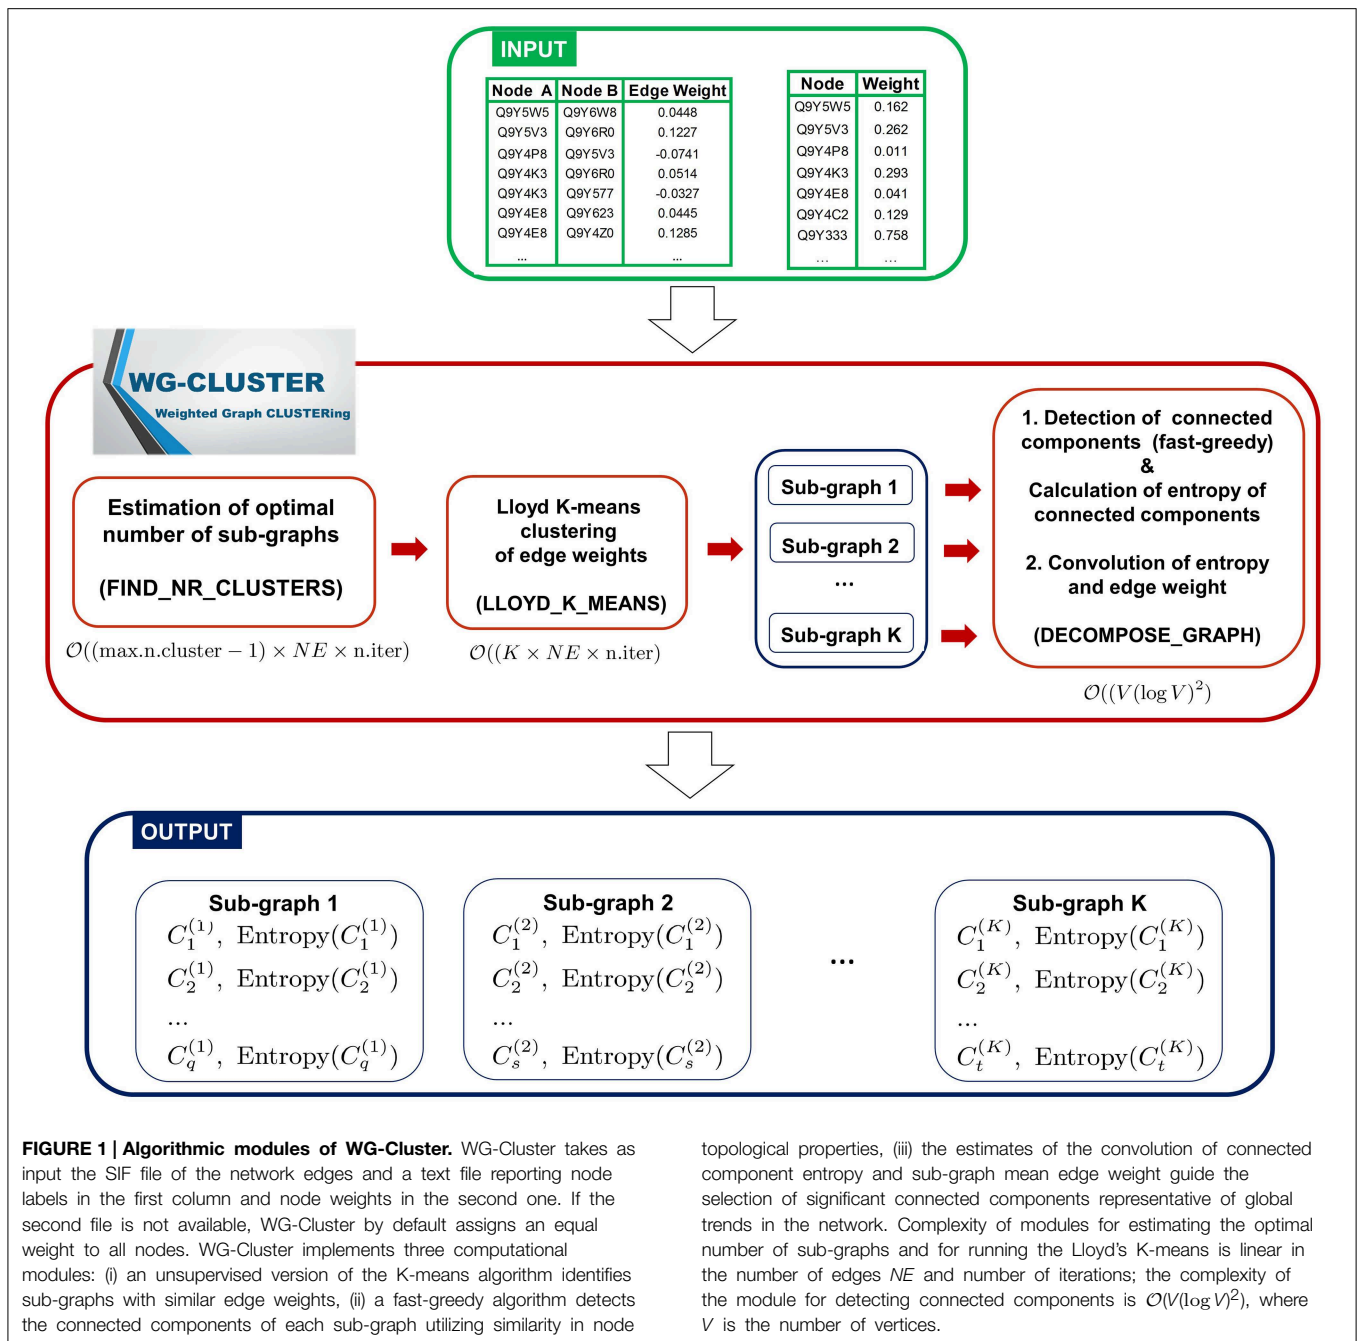 INPUT
Node A Node B Edge Weight
Q9Y5W5 Q9Y6W8 0.0448
Q9Y5V3 Q9Y6R0 0.1227
Q9Y4P8 Q9Y5V3 -0.0741
Q9Y4K3 Q9Y6R0 0.0514
Q9Y4K3 Q9Y577 -0.0327
Q9Y4E8 Q9Y623 0.0445
Q9Y4E8 Q9Y4Z0 0.1285
... ...
Node Weight
Q9Y5W5 0.162
Q9Y5V3 0.262
Q9Y4P8 0.011
Q9Y4K3 0.293
Q9Y4E8 0.041
Q9Y4C2 0.129
Q9Y333 0.758
... ...
WG-CLUSTER
Weighted Graph CLUSTERing
Estimation of optimal
number of sub-graphs
(FIND_NR_CLUSTERS)
𝒪((max.n.cluster − 1) × NE × n.iter)
Lloyd K-means
clustering
of edge weights
(LLOYD_K_MEANS)
𝒪((K × NE × n.iter)
Sub-graph 1
Sub-graph 2
...
Sub-graph K
1. Detection of connected
components (fast-greedy)
&
Calculation of entropy of
connected components
2. Convolution of entropy
and edge weight
(DECOMPOSE_GRAPH)
𝒪((V(log V)²)
OUTPUT
Sub-graph 1
C₁⁽¹⁾, Entropy(C₁⁽¹⁾)
C₂⁽¹⁾, Entropy(C₂⁽¹⁾)
...
C_q⁽¹⁾, Entropy(C_q⁽¹⁾)
Sub-graph 2
C₁⁽²⁾, Entropy(C₁⁽²⁾)
C₂⁽²⁾, Entropy(C₂⁽²⁾)
...
C_s⁽²⁾, Entropy(C_s⁽²⁾)
...
Sub-graph K
C₁⁽ᴷ⁾, Entropy(C₁⁽ᴷ⁾)
C₂⁽ᴷ⁾, Entropy(C₂⁽ᴷ⁾)
...
C_t⁽ᴷ⁾, Entropy(C_t⁽ᴷ⁾)
FIGURE 1 | Algorithmic modules of WG-Cluster. WG-Cluster takes as
input the SIF file of the network edges and a text file reporting node
labels in the first column and node weights in the second one. If the
second file is not available, WG-Cluster by default assigns an equal
weight to all nodes. WG-Cluster implements three computational
modules: (i) an unsupervised version of the K-means algorithm identifies
sub-graphs with similar edge weights, (ii) a fast-greedy algorithm detects
the connected components of each sub-graph utilizing similarity in node
topological properties, (iii) the estimates of the convolution of connected
component entropy and sub-graph mean edge weight guide the
selection of significant connected components representative of global
trends in the network. Complexity of modules for estimating the optimal
number of sub-graphs and for running the Lloyd's K-means is linear in
the number of edges NE and number of iterations; the complexity of
the module for detecting connected components is 𝒪(V(log V)²), where
V is the number of vertices.